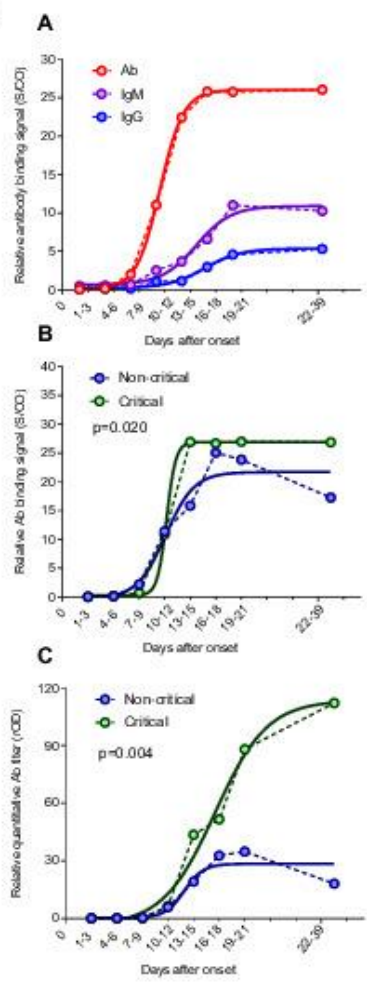 A
Relative antibody binding signal (S/CO)
30
25
20
15
10
5
0
Ab
IgM
IgG
0
1-3
4-6
7-9
10-12
13-15
16-18
19-21
22-39
Days after onset
B
Relative Ab binding signal (S/CO)
40
35
30
25
20
15
10
5
0
Non-critical
Critical
p=0.020
0
1-3
4-6
7-9
10-12
13-15
16-18
19-21
22-39
Days after onset
C
Relative quantitative Ab titer (rOD)
120
90
60
30
0
Non-critical
Critical
p=0.004
0
1-3
4-6
7-9
10-12
13-15
16-18
19-21
22-39
Days after onset